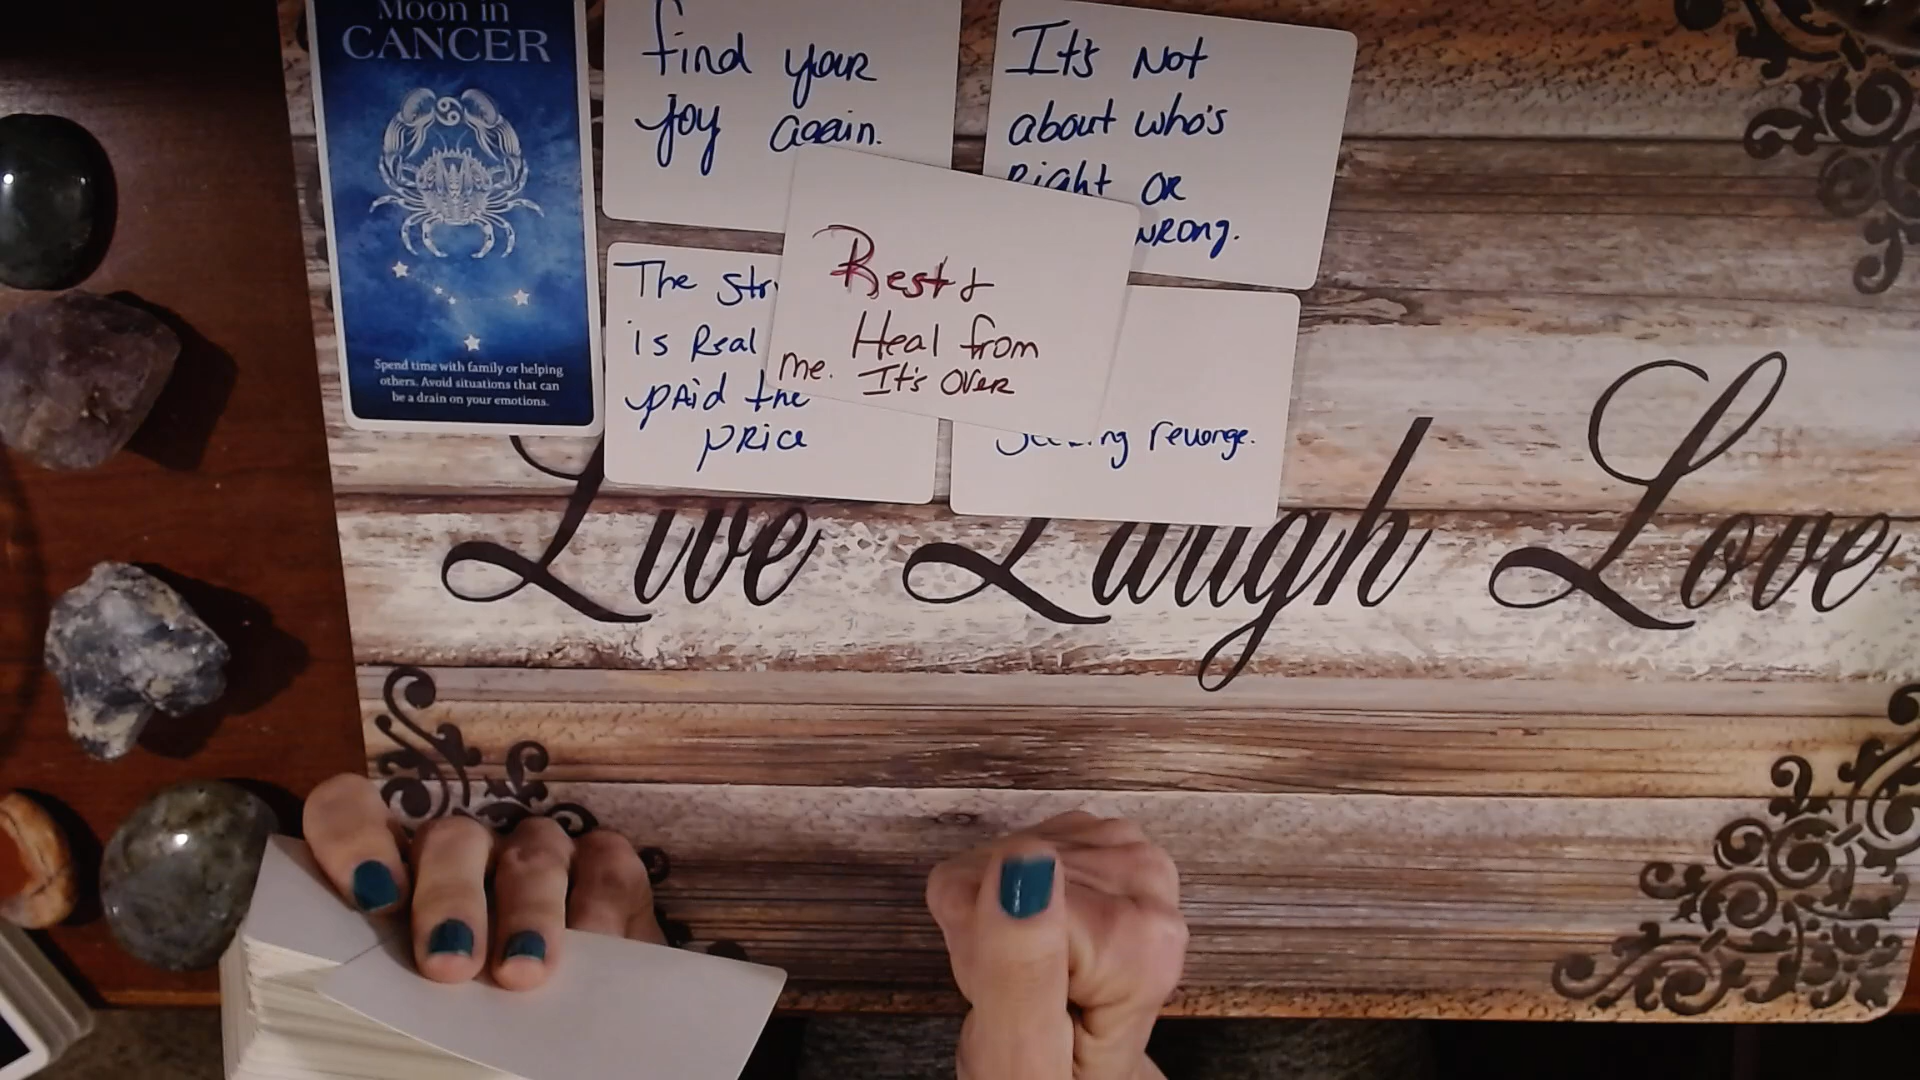 Moon in
CANCER
Spend time with family or helping
others. Avoid situations that can
be a drain on your emotions.
find your
joy again.
It's Not
about who's
Right OR
WRONG.
The
is Real
pAid the
pRice
Rest &
Heal from
me. It's OVER
revenge.
Live Laugh Love